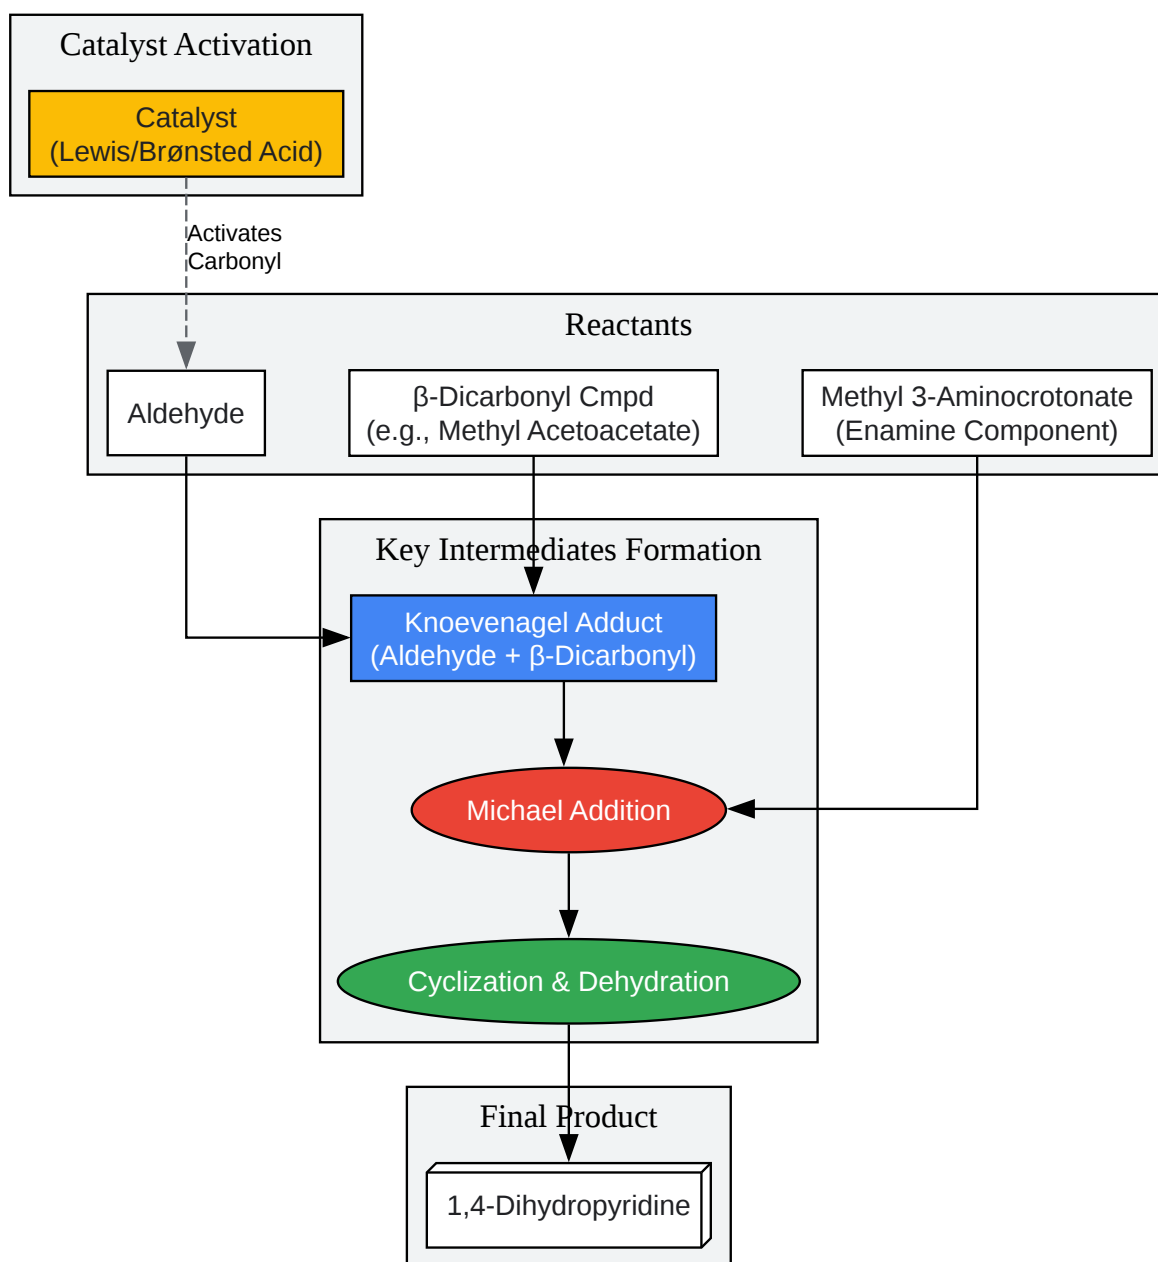 Catalyst Activation
Catalyst
(Lewis/Brønsted Acid)
Activates
Carbonyl
Reactants
Aldehyde
β-Dicarbonyl Cmpd
(e.g., Methyl Acetoacetate)
Methyl 3-Aminocrotonate
(Enamine Component)
Key Intermediates Formation
Knoevenagel Adduct
(Aldehyde + β-Dicarbonyl)
Michael Addition
Cyclization & Dehydration
Final Product
1,4-Dihydropyridine